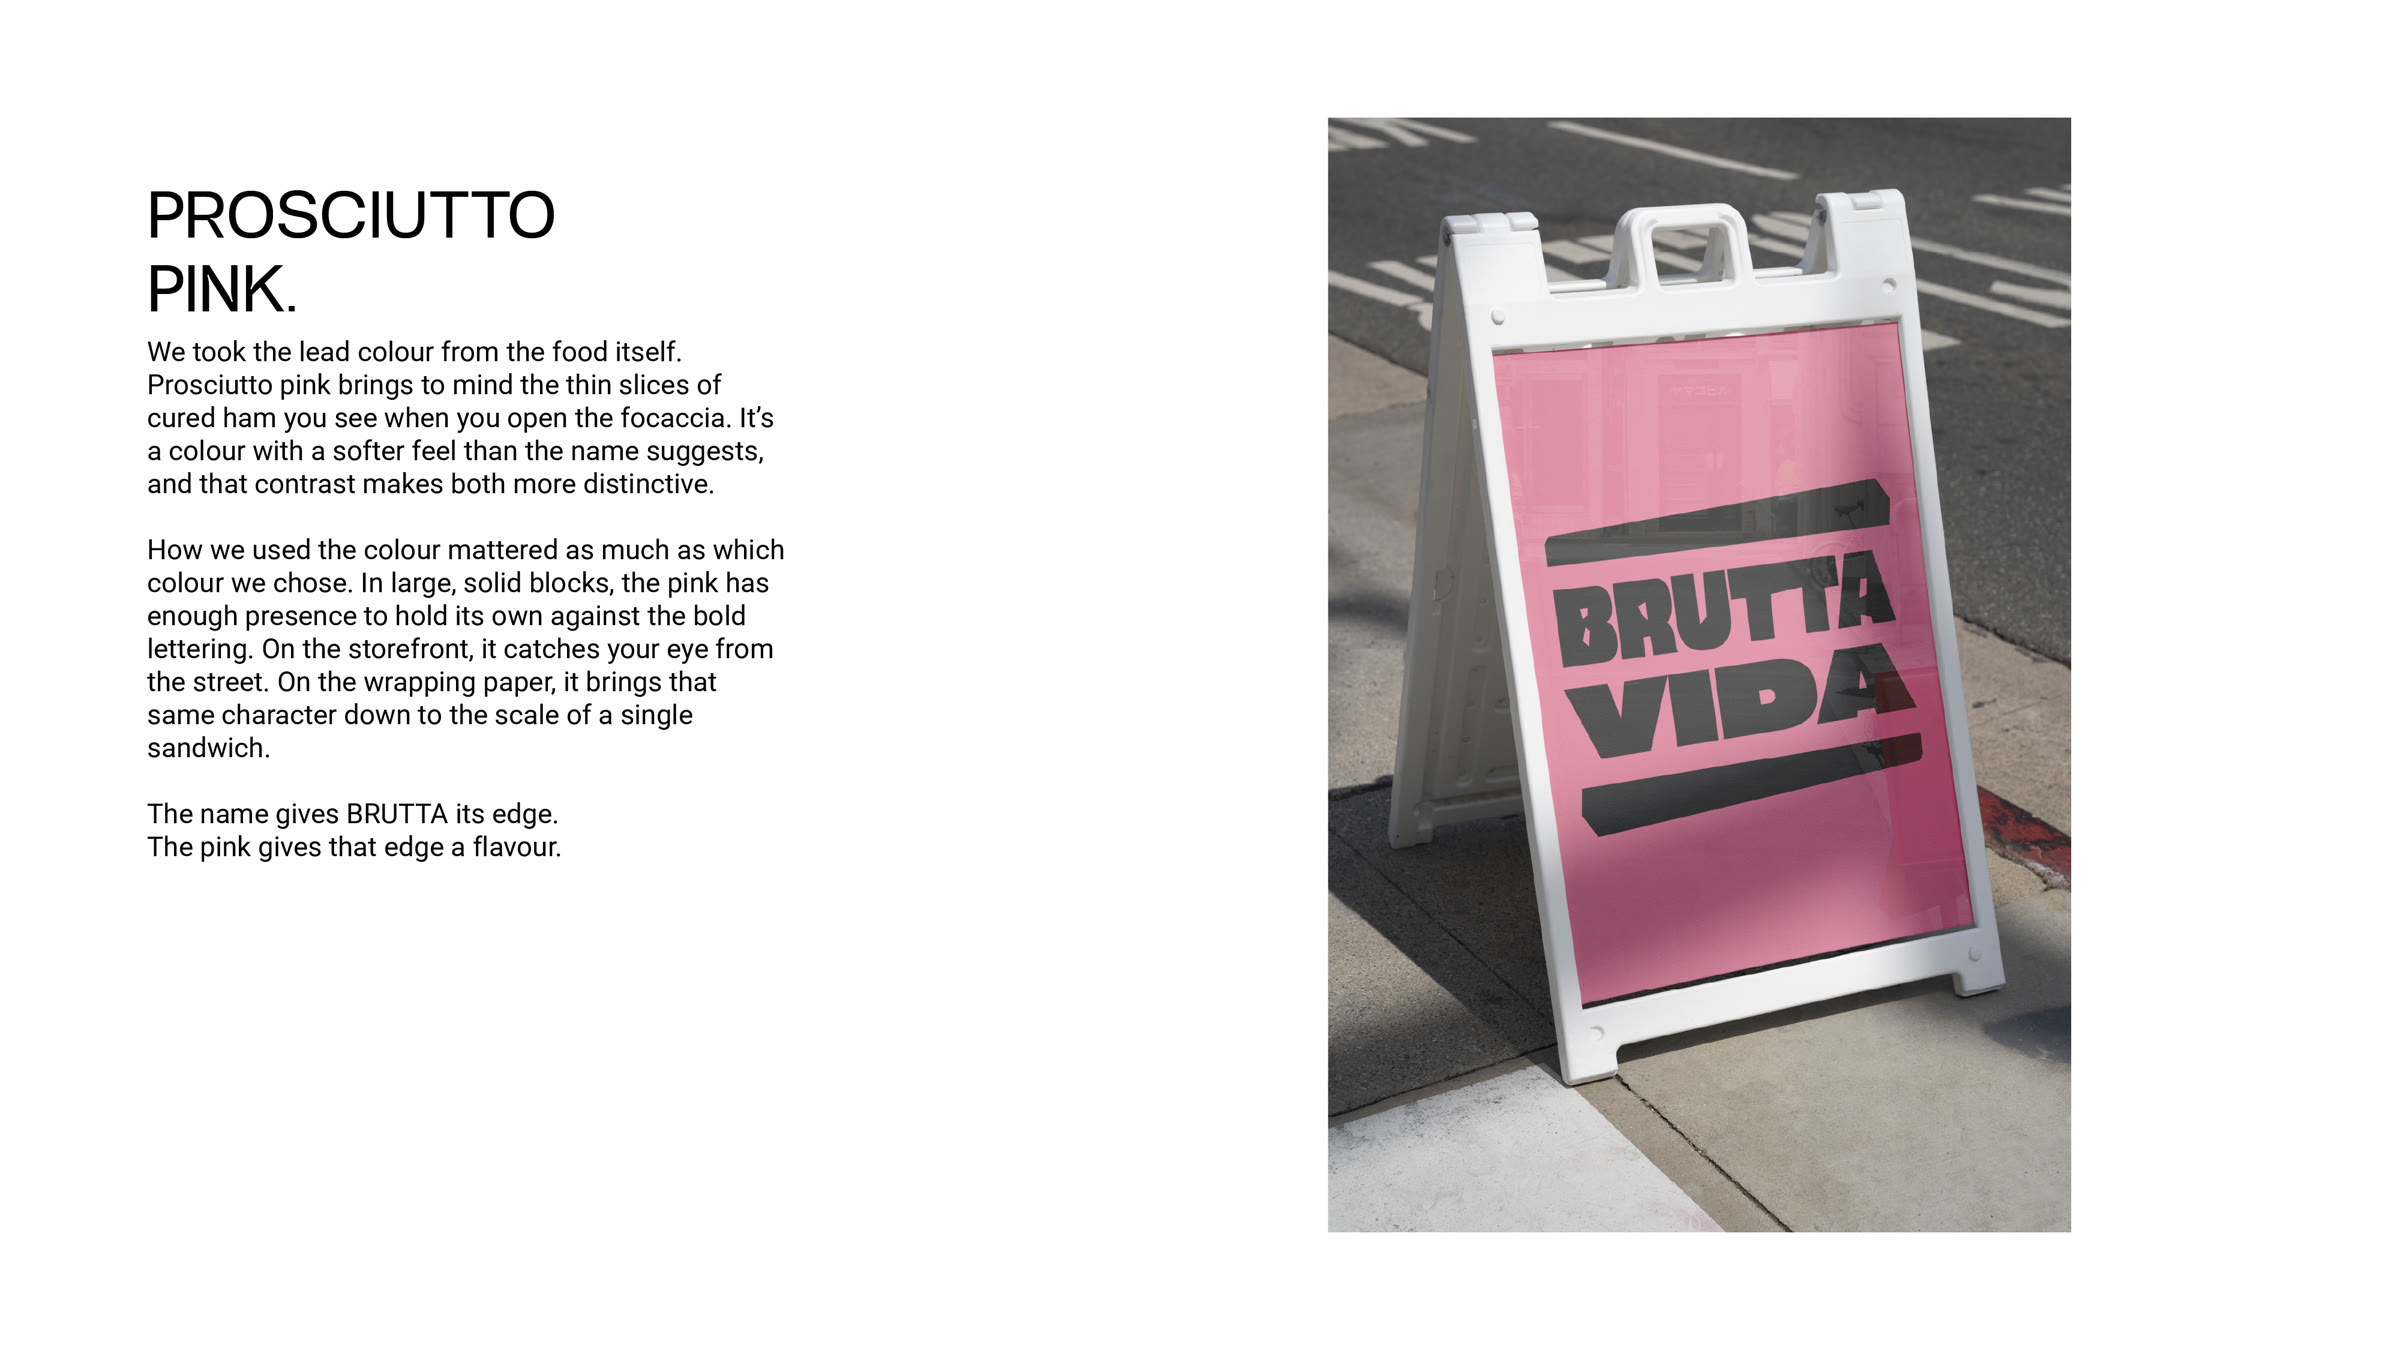 PROSCIUTTO
PINK.
We took the lead colour from the food itself.
Prosciutto pink brings to mind the thin slices of
cured ham you see when you open the focaccia. It’s
a colour with a softer feel than the name suggests,
and that contrast makes both more distinctive.
How we used the colour mattered as much as which
colour we chose. In large, solid blocks, the pink has
enough presence to hold its own against the bold
lettering. On the storefront, it catches your eye from
the street. On the wrapping paper, it brings that
same character down to the scale of a single
sandwich.
The name gives BRUTTA its edge.
The pink gives that edge a flavour.
BRUTTA
VIDA